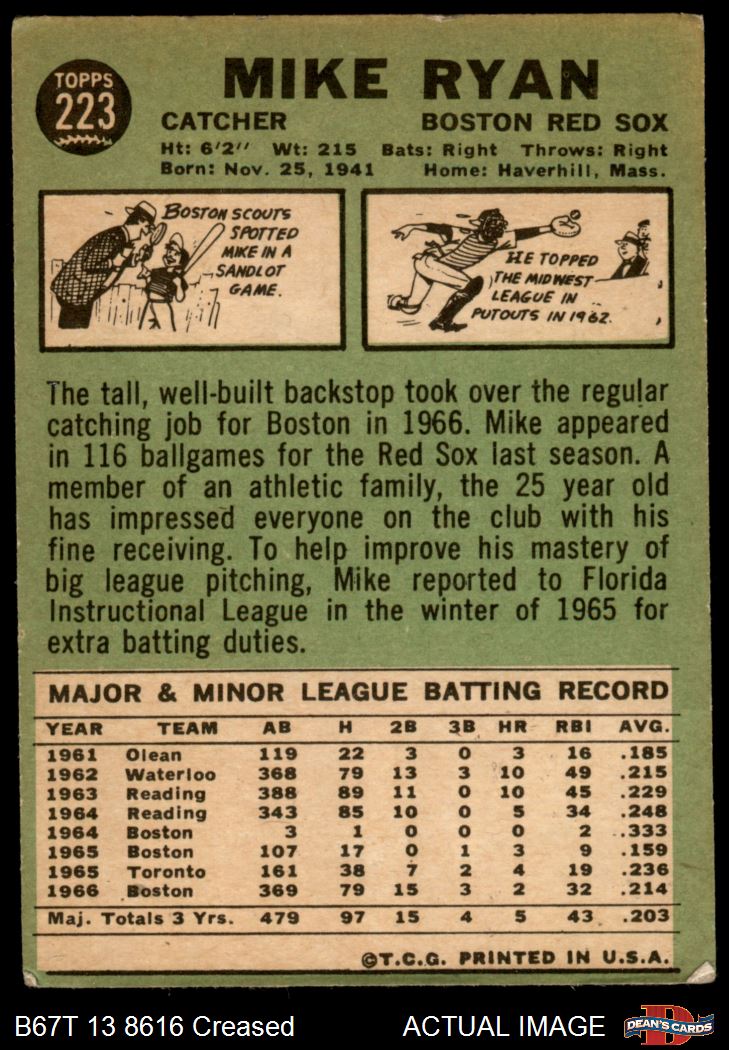 TOPPS
223
MIKE RYAN
CATCHER BOSTON RED SOX
Ht: 6'2" Wt: 215 Bats: Right Throws: Right
Born: Nov. 25, 1941 Home: Haverhill, Mass.
BOSTON SCOUTS
SPOTTED
MIKE IN A
SANDLOT
GAME.
HE TOPPED
THE MIDWEST
LEAGUE IN
PUTOUTS IN 1962.
The tall, well-built backstop took over the regular
catching job for Boston in 1966. Mike appeared
in 116 ballgames for the Red Sox last season. A
member of an athletic family, the 25 year old
has impressed everyone on the club with his
fine receiving. To help improve his mastery of
big league pitching, Mike reported to Florida
Instructional League in the winter of 1965 for
extra batting duties.
MAJOR & MINOR LEAGUE BATTING RECORD
YEAR TEAM AB H 2B 3B HR RBI AVG.
1961 Olean 119 22 3 0 3 16 .185
1962 Waterloo 368 79 13 3 10 49 .215
1963 Reading 388 89 11 0 10 45 .229
1964 Reading 343 85 10 0 5 34 .248
1964 Boston 3 1 0 0 0 2 .333
1965 Boston 107 17 0 1 3 9 .159
1965 Toronto 161 38 7 2 4 19 .236
1966 Boston 369 79 15 3 2 32 .214
Maj. Totals 3 Yrs. 479 97 15 4 5 43 .203
©T.C.G. PRINTED IN U.S.A.
B67T 13 8616 Creased ACTUAL IMAGE
DEAN'S CARDS